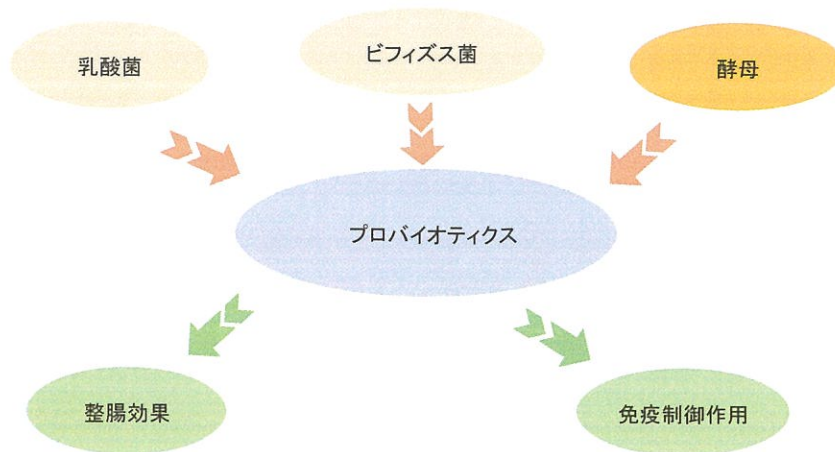 乳酸菌
ビフィズス菌
酵母
プロバイオティクス
整腸効果
免疫制御作用